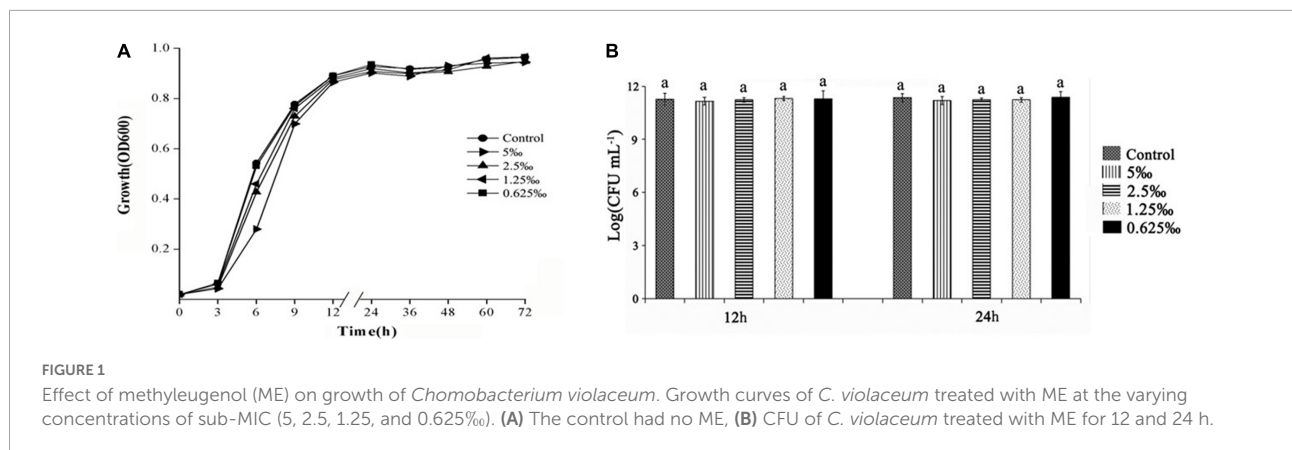 A
1.0
0.8
0.6
0.4
0.2
Growth(OD600)
0 3 6 9 12 24 36 48 60 72
Time(h)
Control
5‰
2.5‰
1.25‰
0.625‰
B
12
9
6
3
0
Log(CFU mL-1)
a a a a a a a a a a
12h 24h
Control
5‰
2.5‰
1.25‰
0.625‰
FIGURE 1
Effect of methyleugenol (ME) on growth of Chomobacterium violaceum. Growth curves of C. violaceum treated with ME at the varying
concentrations of sub-MIC (5, 2.5, 1.25, and 0.625‰). (A) The control had no ME, (B) CFU of C. violaceum treated with ME for 12 and 24 h.